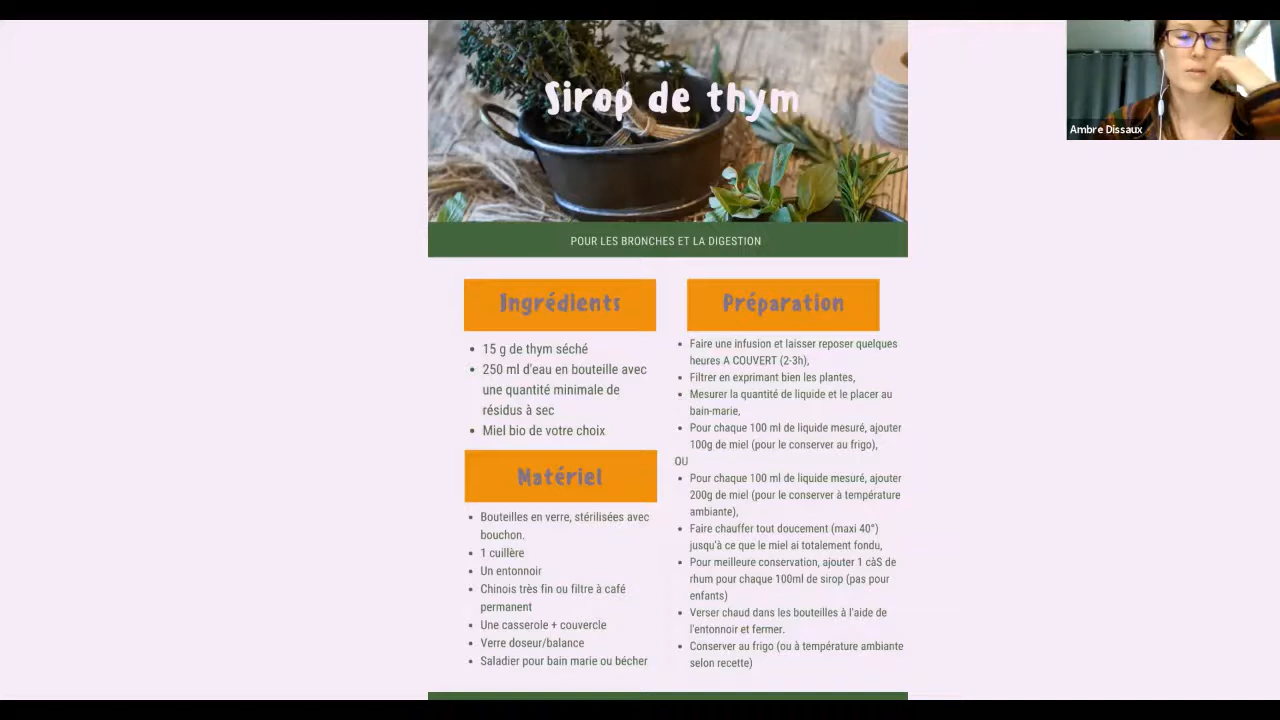 Sirop de thym
Ambre Dissaux
POUR LES BRONCHES ET LA DIGESTION
Ingrédients
• 15 g de thym séché
• 250 ml d'eau en bouteille avec
une quantité minimale de
résidus à sec
• Miel bio de votre choix
Matériel
• Bouteilles en verre, stérilisées avec
bouchon.
• 1 cuillère
• Un entonnoir
• Chinois très fin ou filtre à café
permanent
• Une casserole + couvercle
• Verre doseur/balance
• Saladier pour bain marie ou bécher
Préparation
• Faire une infusion et laisser reposer quelques
heures A COUVERT (2-3h),
• Filtrer en exprimant bien les plantes,
• Mesurer la quantité de liquide et le placer au
bain-marie,
• Pour chaque 100 ml de liquide mesuré, ajouter
100g de miel (pour le conserver au frigo),
OU
• Pour chaque 100 ml de liquide mesuré, ajouter
200g de miel (pour le conserver à température
ambiante),
• Faire chauffer tout doucement (maxi 40°)
jusqu'à ce que le miel ai totalement fondu,
• Pour meilleure conservation, ajouter 1 càS de
rhum pour chaque 100ml de sirop (pas pour
enfants)
• Verser chaud dans les bouteilles à l'aide de
l'entonnoir et fermer.
• Conserver au frigo (ou à température ambiante
selon recette)